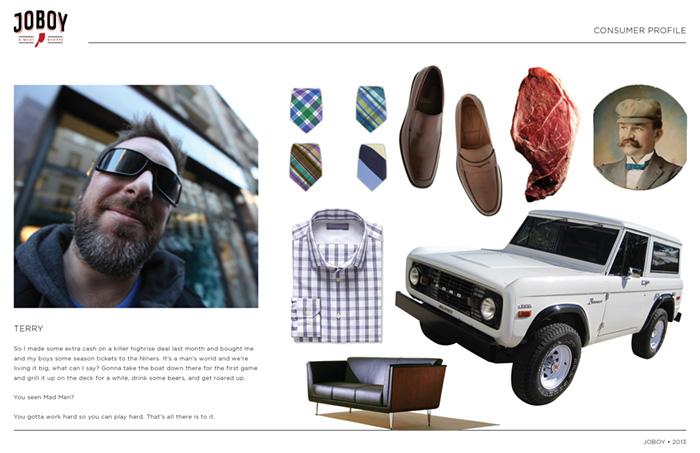 JOBOY
A MEAT SHOPPE
CONSUMER PROFILE
TERRY
So I made some extra cash on a killer highrise deal last month and bought me
and my boys some season tickets to the Niners. It's a man's world and we're
living it big, what can I say? Gonna take the boat down there for the first game
and grill it up on the deck for a while, drink some beers, and get roared up.
You seen Mad Men?
You gotta work hard so you can play hard. That's all there is to it.
JOBOY • 2013